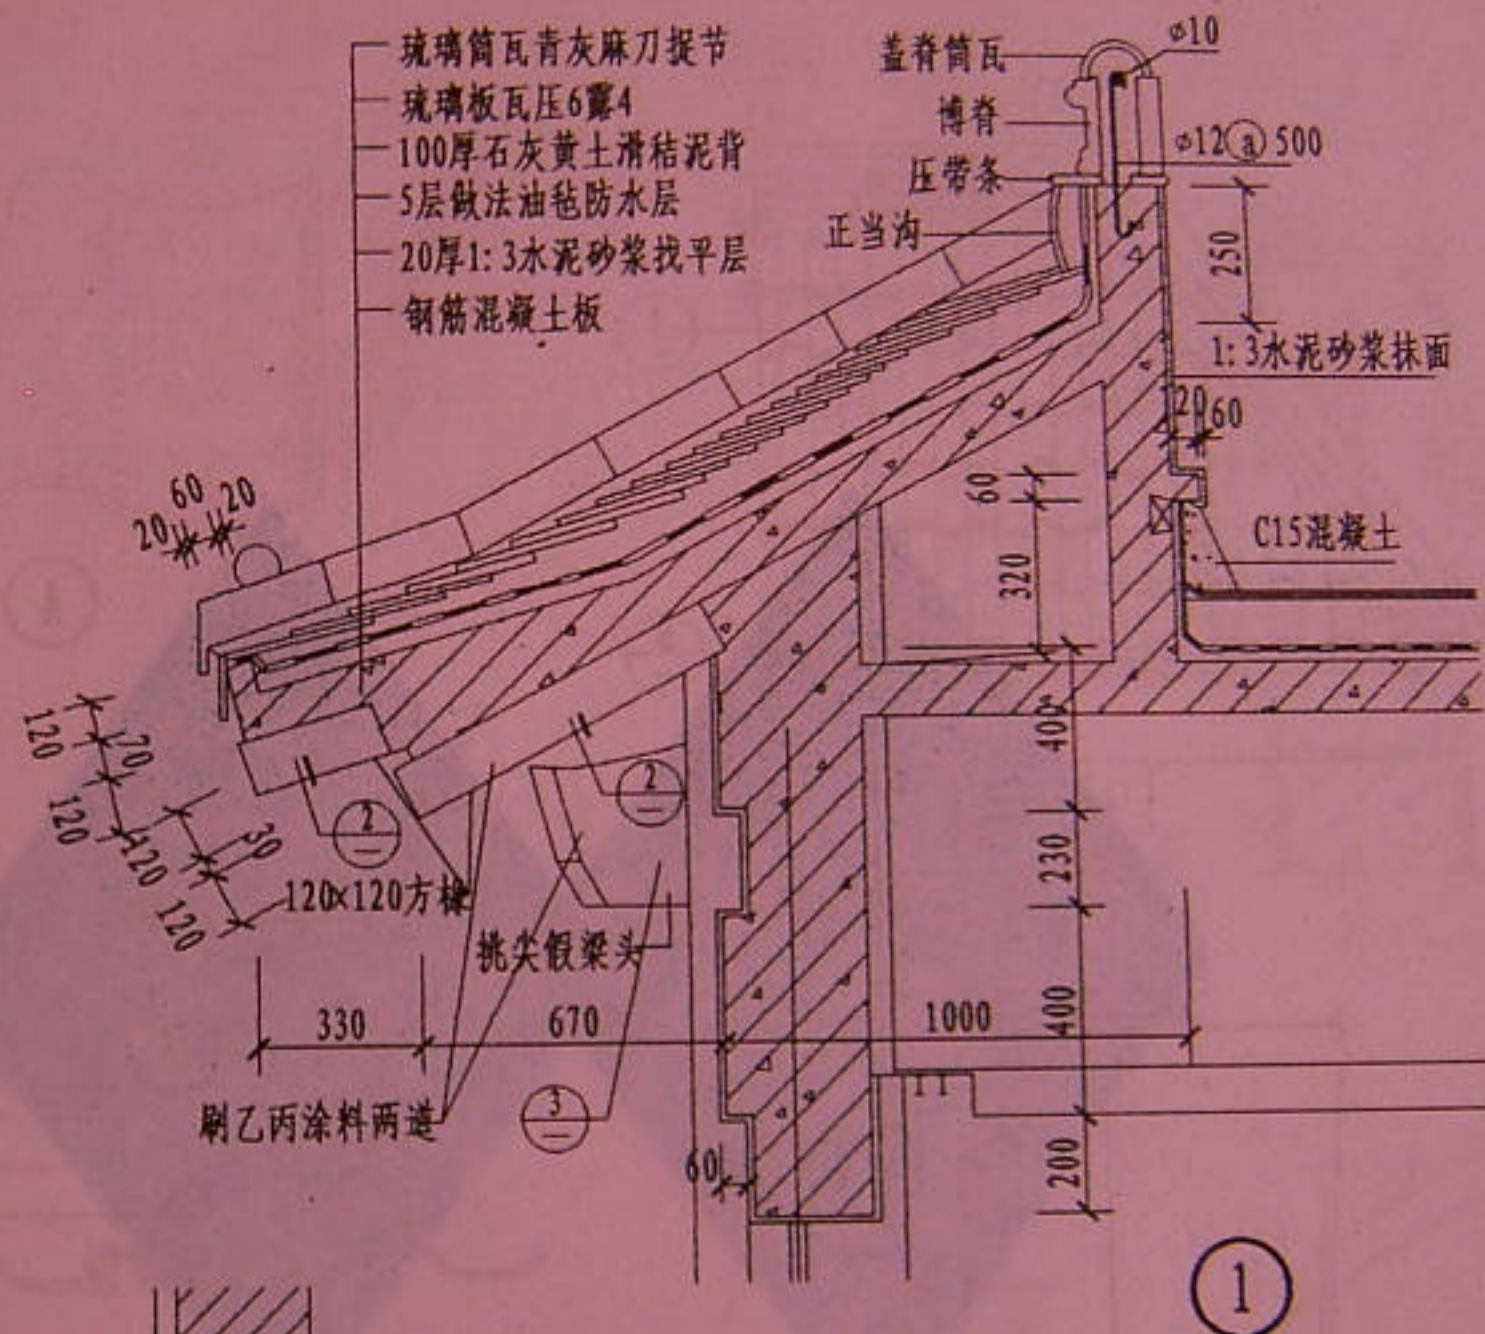 琉璃筒瓦青灰麻刀捉节
琉璃板瓦压6露4
100厚石灰黄土滑秸泥背
5层做法油毡防水层
20厚1:3水泥砂浆找平层
钢筋混凝土板
盖脊筒瓦
ø10
博脊
ø12ⓐ500
压带条
正当沟
250
1:3水泥砂浆抹面
120
60
60
320
C15混凝土
20
60
20
120
70
120
120
30
120
2
2
120×120方椽
挑尖假梁头
400
230
400
200
330
670
1000
刷乙丙涂料两道
3
60
1